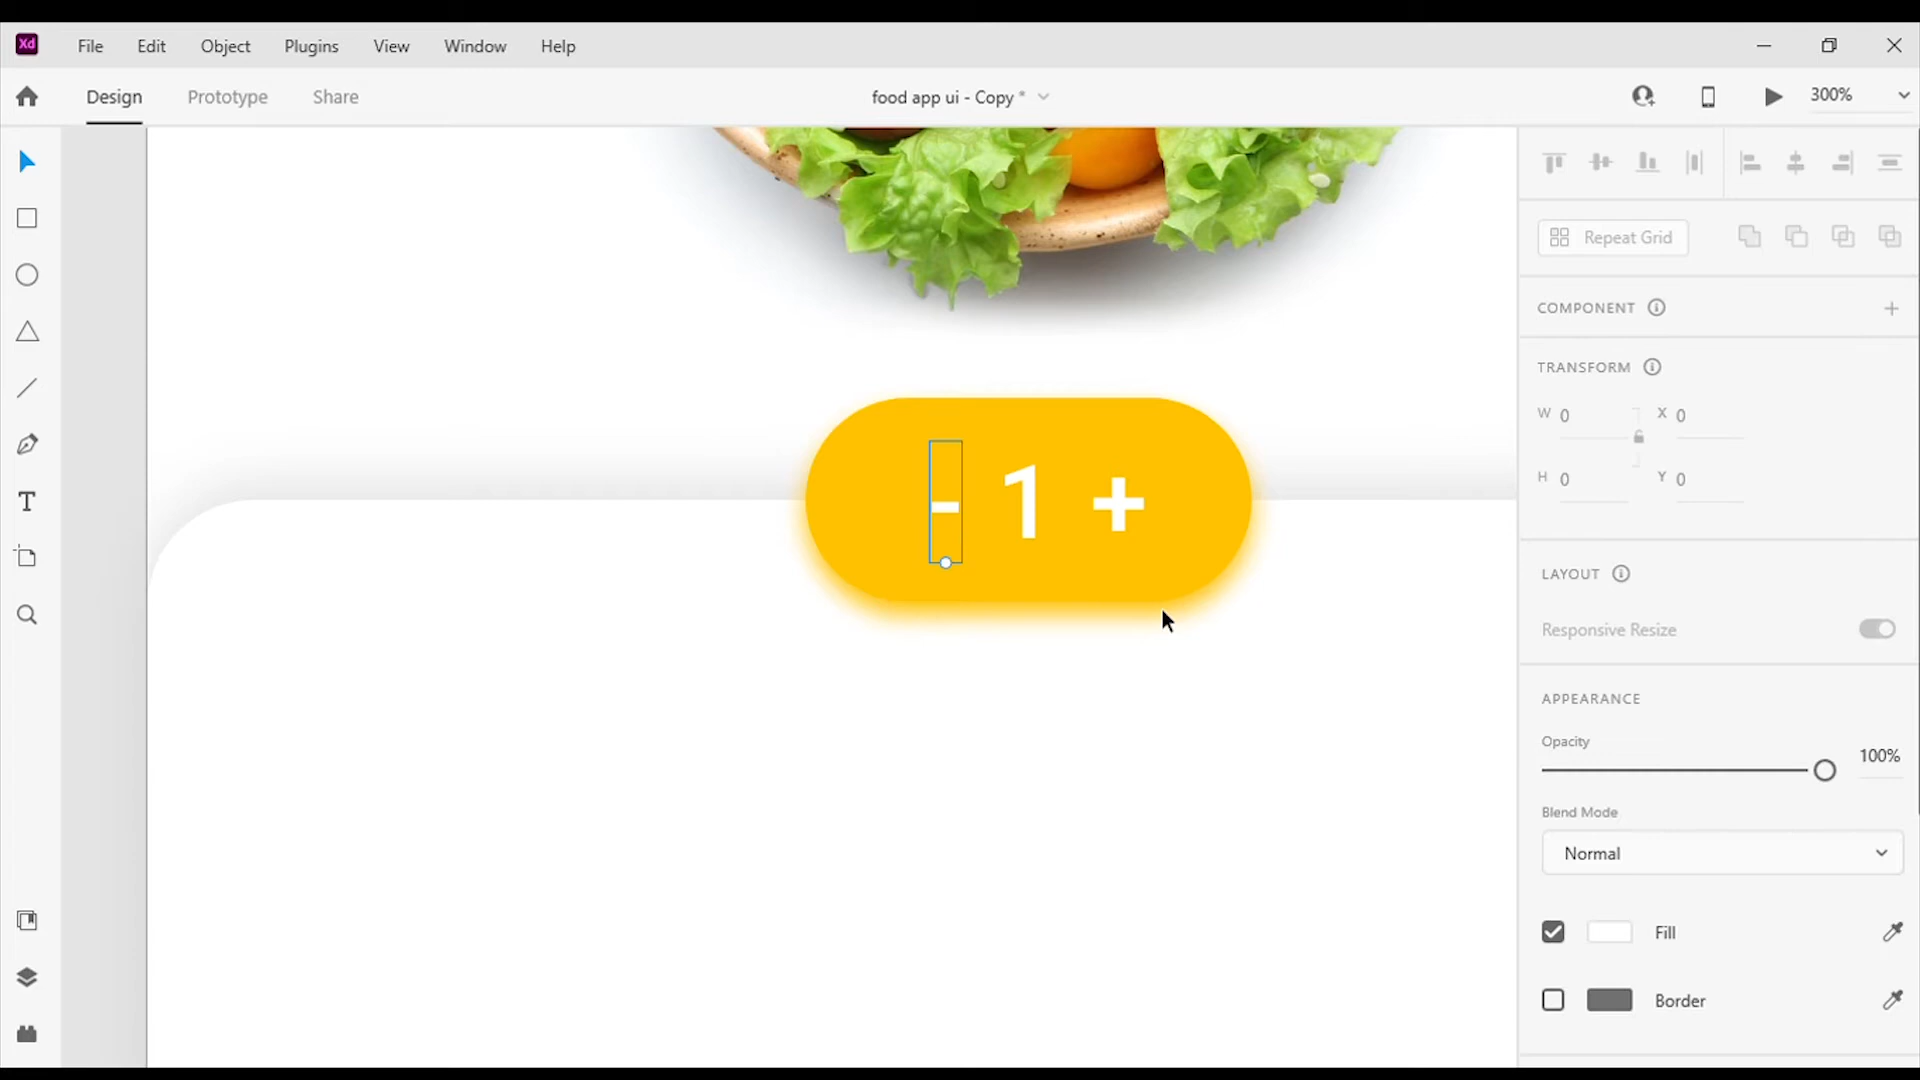 Xd File Edit Object Plugins View Window Help
Design Prototype Share food app ui - Copy * 300%
Repeat Grid
COMPONENT
TRANSFORM
W 0 X 0
H 0 Y 0
LAYOUT
Responsive Resize
APPEARANCE
Opacity
100%
Blend Mode
Normal
Fill
Border
T
- 1 +